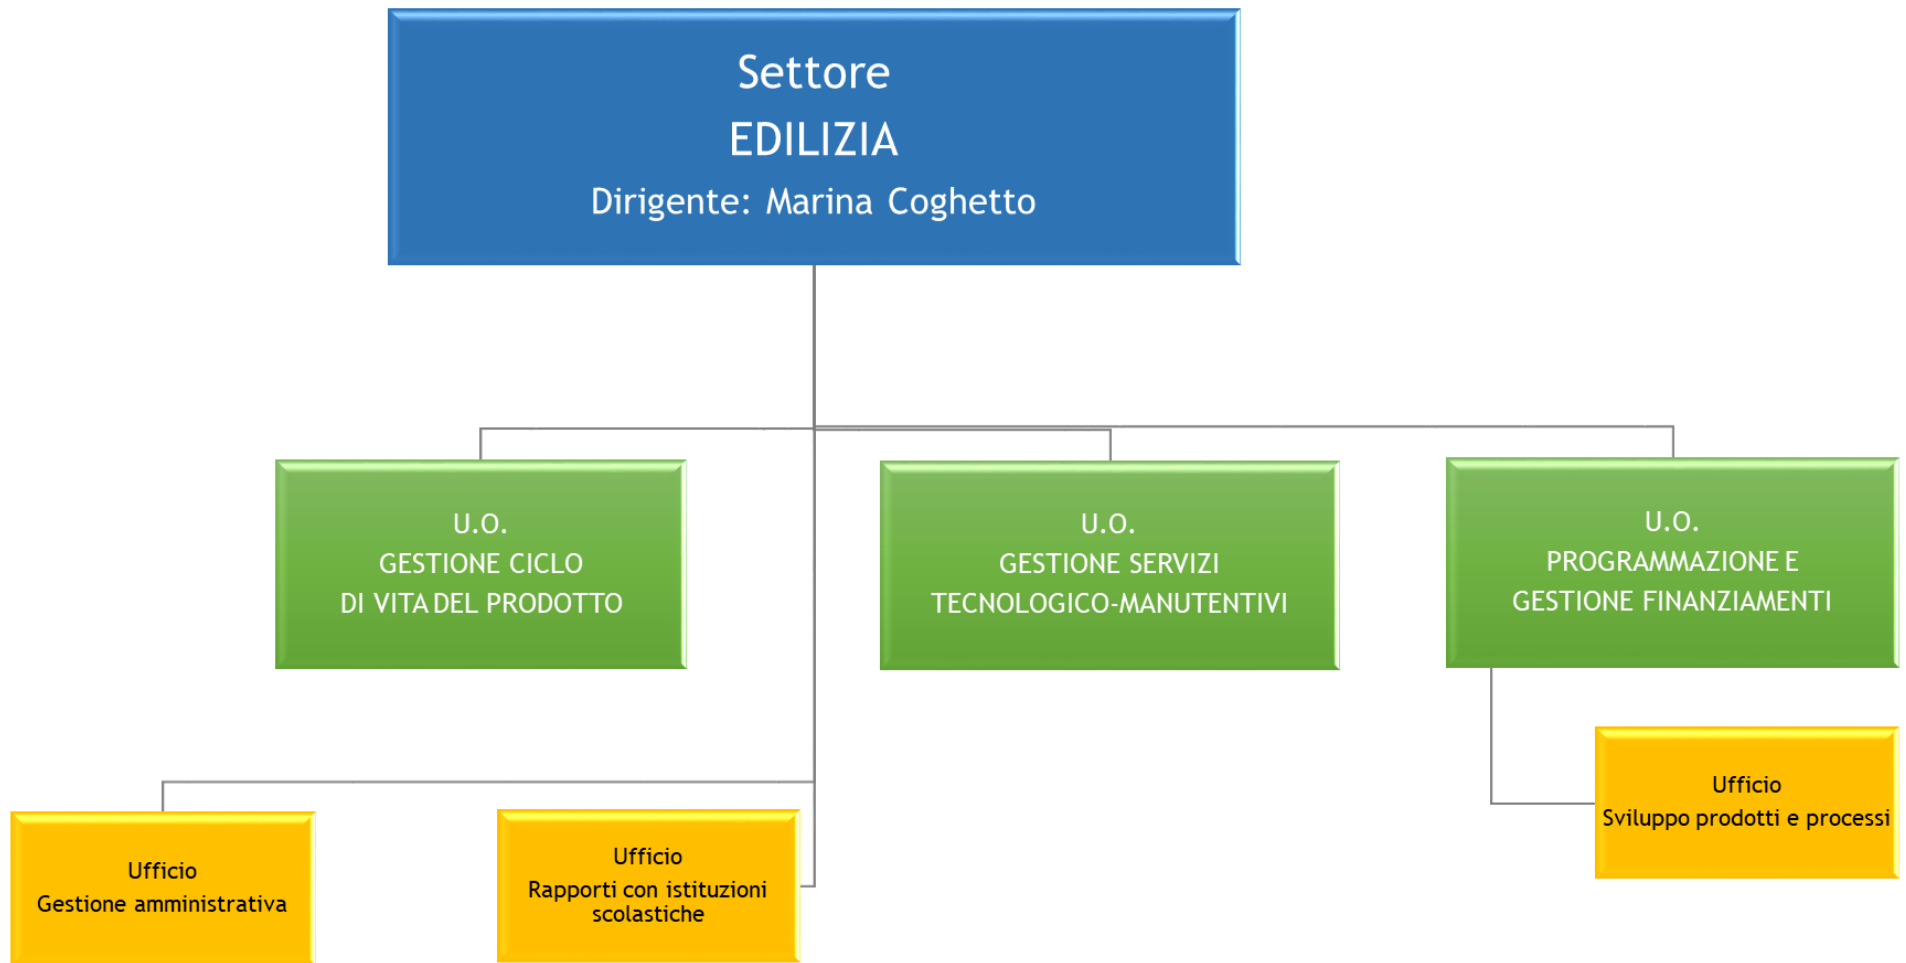 Settore
EDILIZIA
Dirigente: Marina Coghetto
U.O.
GESTIONE CICLO
DI VITA DEL PRODOTTO
U.O.
GESTIONE SERVIZI
TECNOLOGICO-MANUTENTIVI
U.O.
PROGRAMMAZIONE E
GESTIONE FINANZIAMENTI
Ufficio
Gestione amministrativa
Ufficio
Rapporti con istituzioni
scolastiche
Ufficio
Sviluppo prodotti e processi